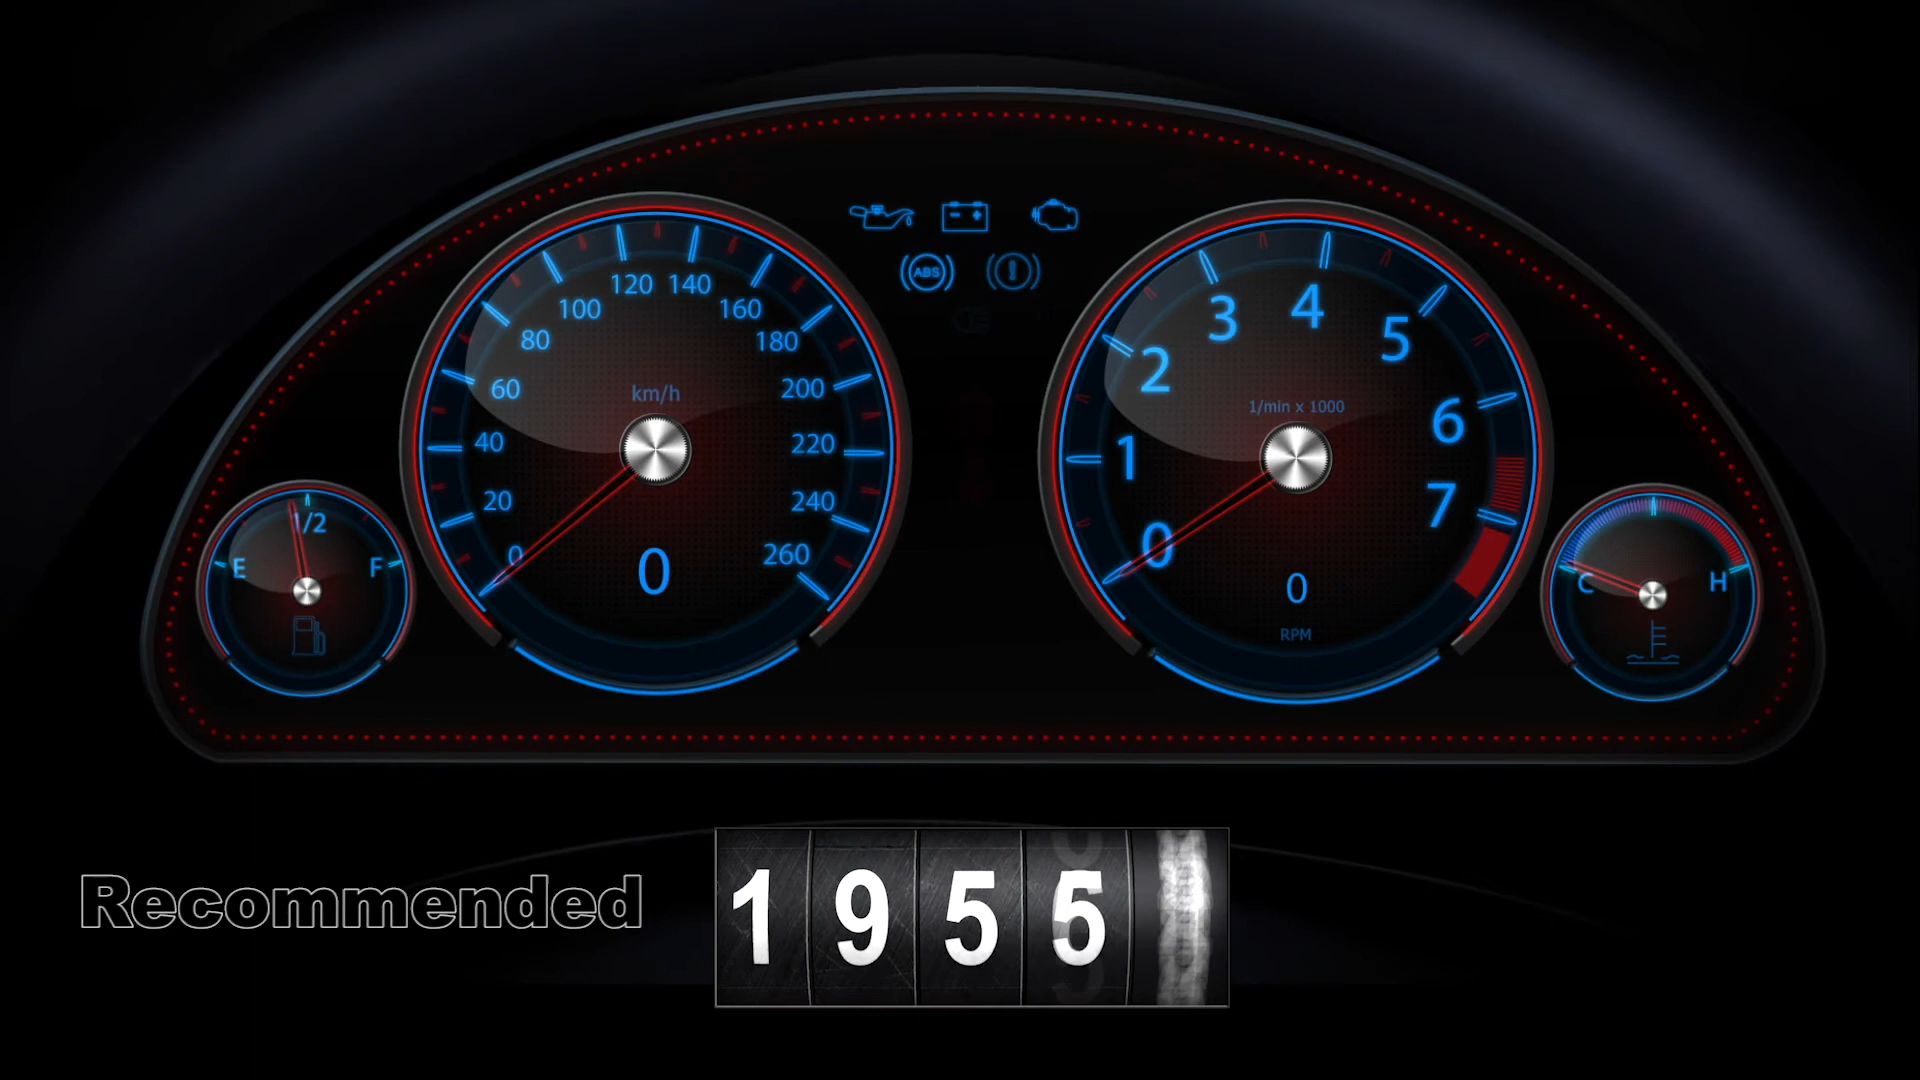 120 140
100 160
80 180
60 200
40 220
20 240
0 260
km/h
0
ABS
!
3 4 5
2 6
1 7
0
1/min x 1000
0
RPM
1/2
E F
C H
Recommended
1 9 5